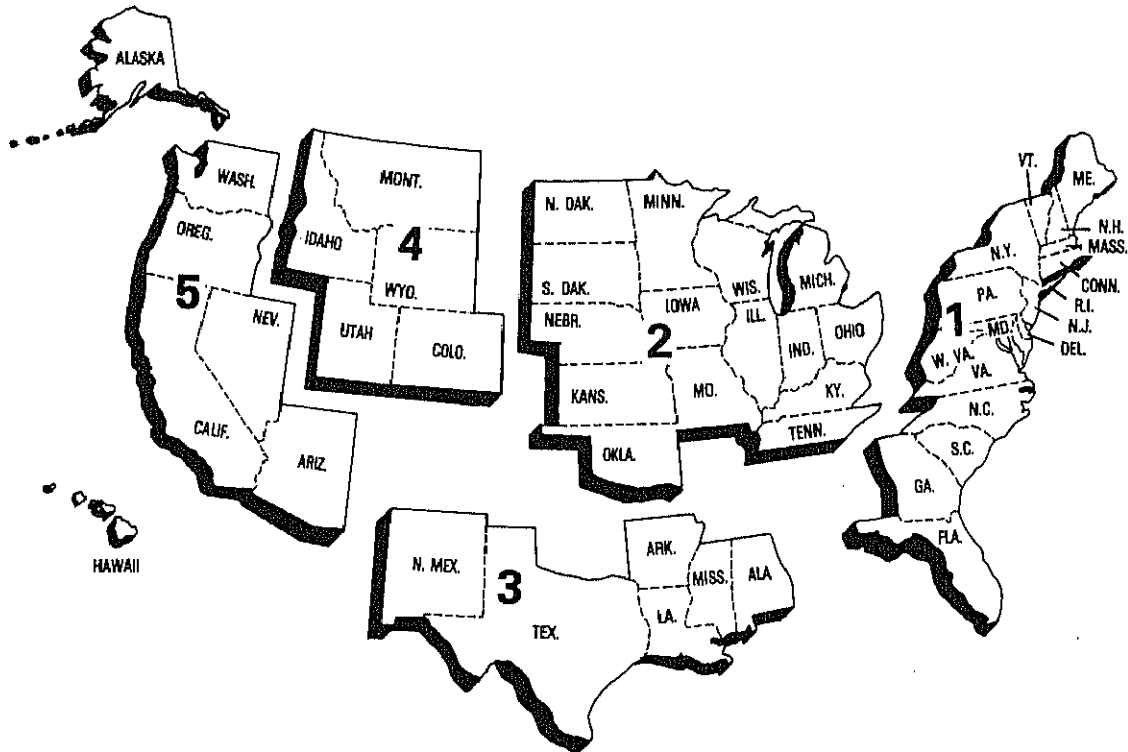 ALASKA
WASH.
OREG.
5
NEV.
CALIF.
ARIZ.
HAWAII
MONT.
IDAHO
4
WYO.
UTAH
COLO.
N. DAK.
MINN.
S. DAK.
WIS.
MICH.
NEBR.
IOWA
ILL.
2
IND.
OHIO
KANS.
MO.
KY.
OKLA.
TENN.
N. MEX.
3
TEX.
ARK.
LA.
MISS.
ALA
VT.
ME.
N.H.
MASS.
N.Y.
CONN.
R.I.
PA.
N.J.
1
MD.
DEL.
W. VA.
VA.
N.C.
S.C.
GA.
FLA.